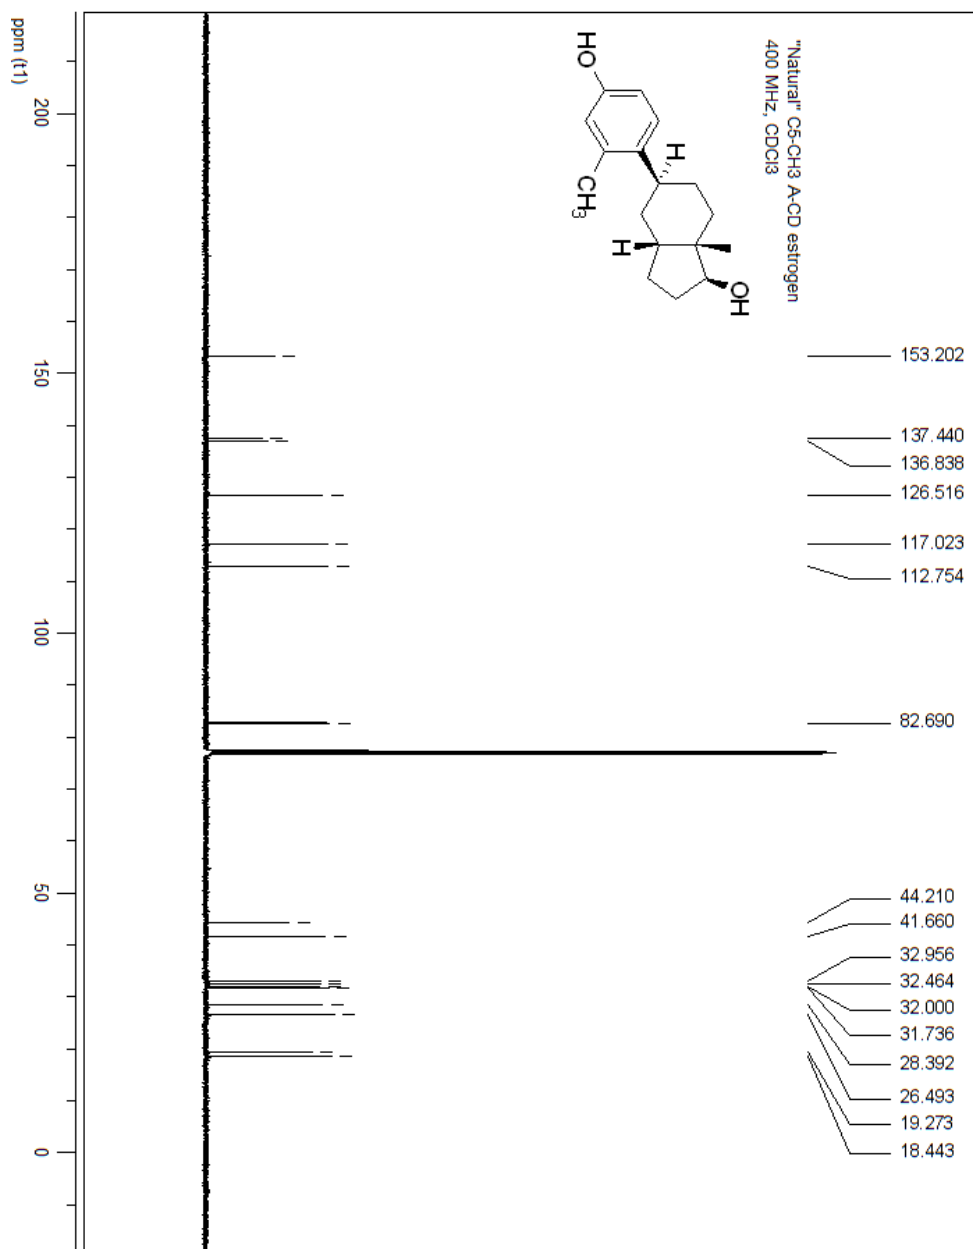 "Natural" C5-CH3 A-CD estrogen
400 MHz, CDCl3
HO
H
CH3
H
OH
153.202
137.440
136.838
126.516
117.023
112.754
82.690
44.210
41.660
32.956
32.464
32.000
31.736
28.392
26.493
19.273
18.443
200
150
100
50
0
ppm (t1)